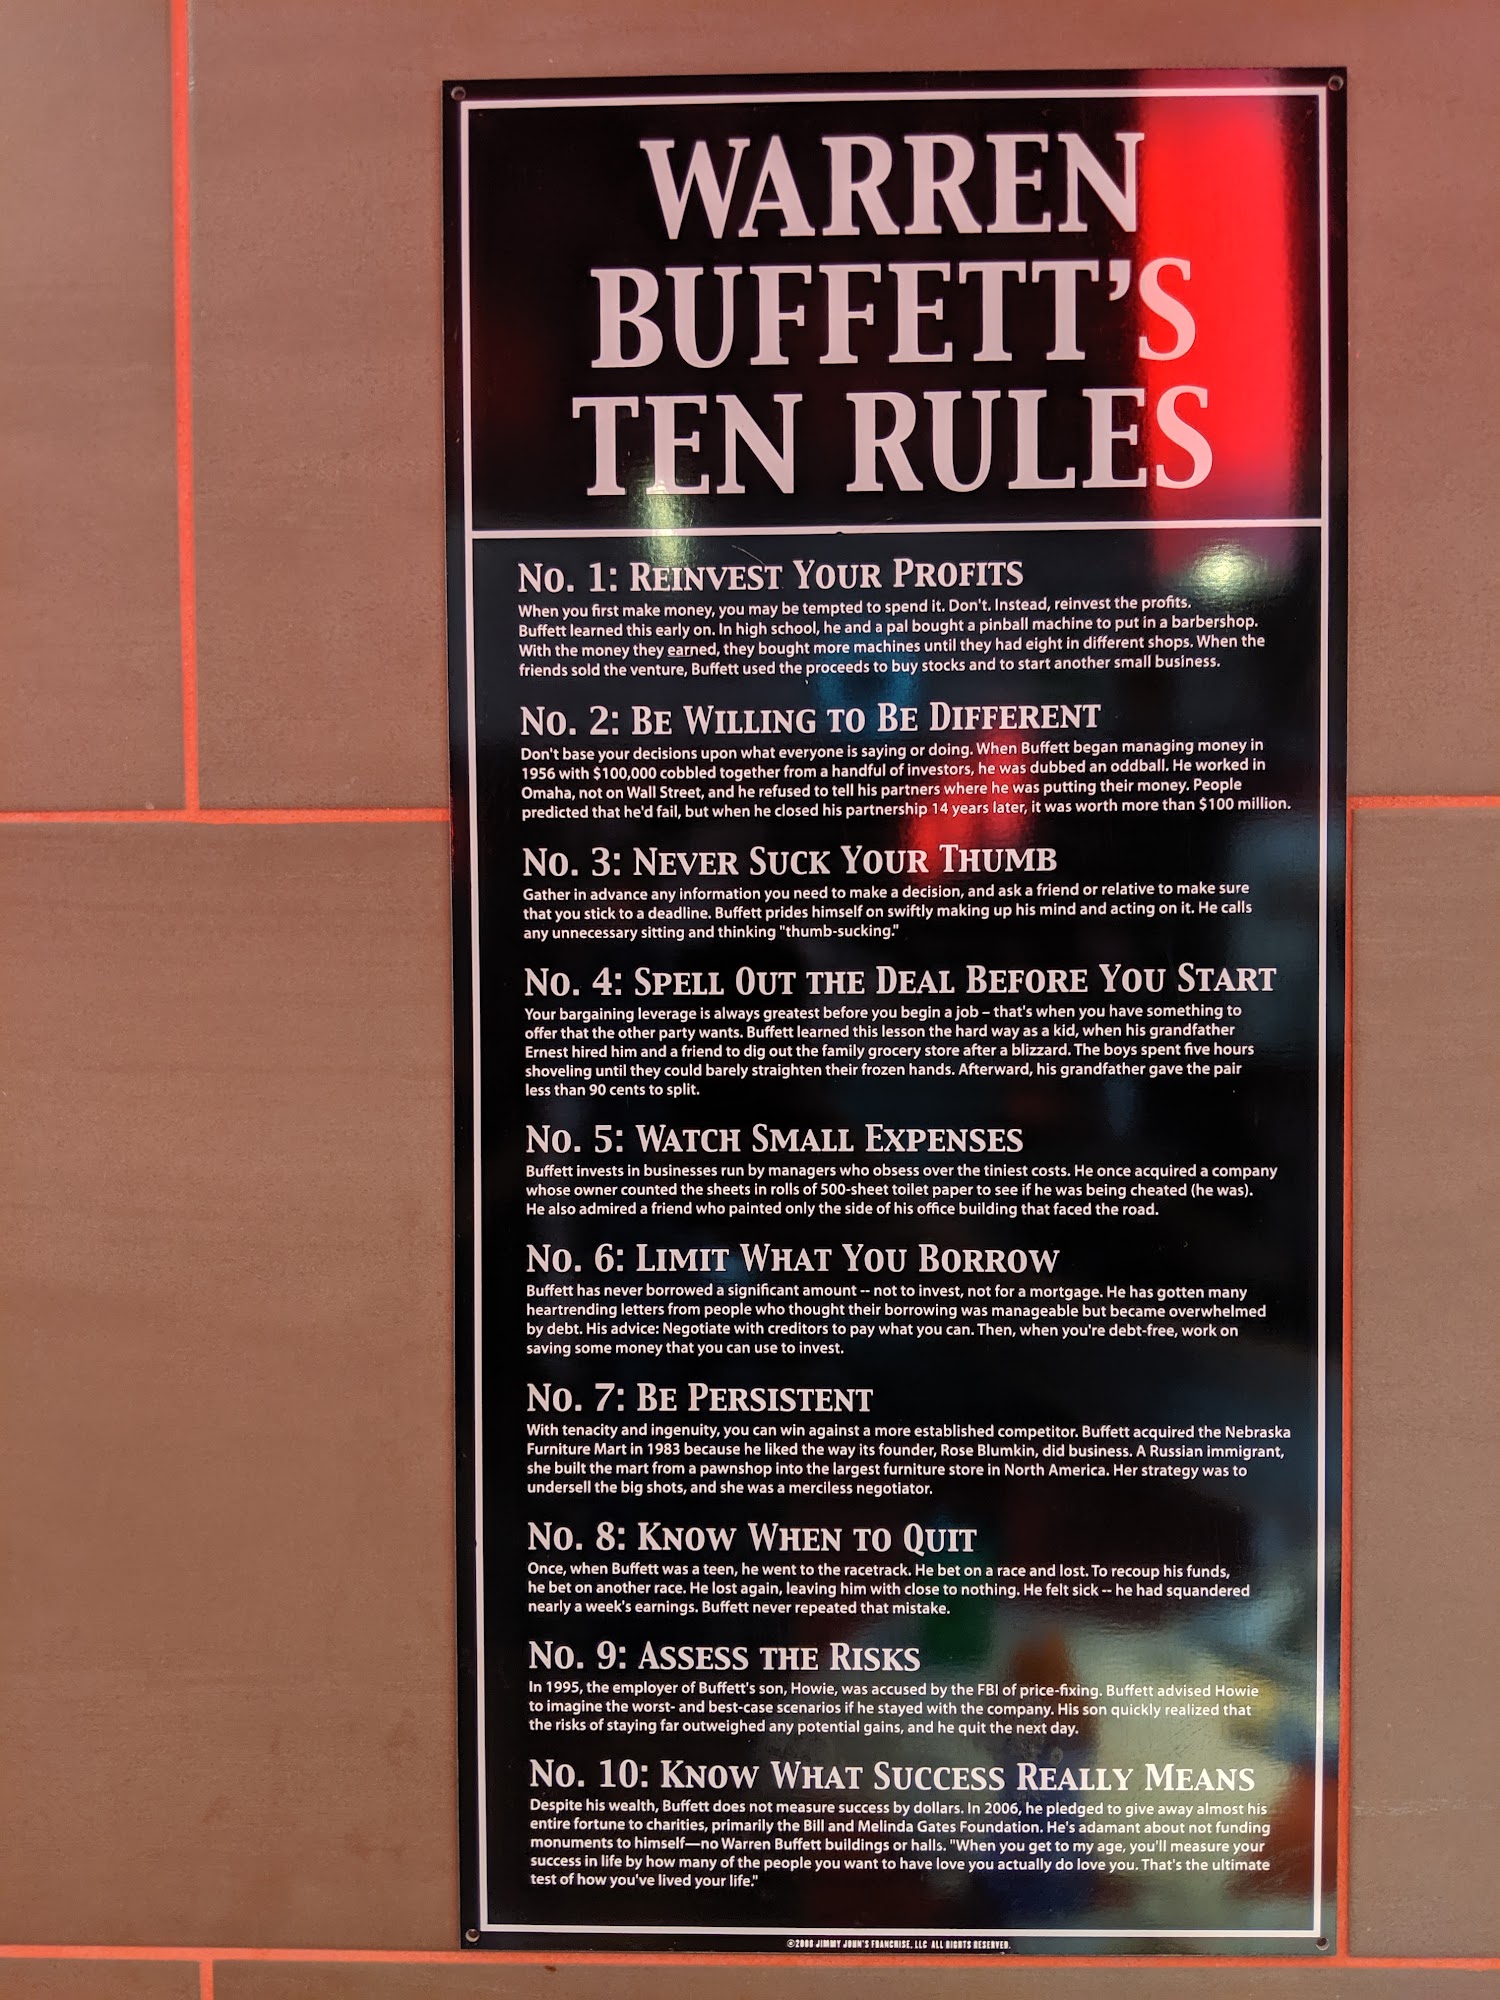 WARREN
BUFFETT'S
TEN RULES
No. 1: Reinvest Your Profits
When you first make money, you may be tempted to spend it. Don't. Instead, reinvest the profits.
Buffett learned this early on. In high school, he and a pal bought a pinball machine to put in a barbershop.
With the money they earned, they bought more machines until they had eight in different shops. When the
friends sold the venture, Buffett used the proceeds to buy stocks and to start another small business.
No. 2: Be Willing to Be Different
Don't base your decisions upon what everyone is saying or doing. When Buffett began managing money in
1956 with $100,000 cobbled together from a handful of investors, he was dubbed an oddball. He worked in
Omaha, not on Wall Street, and he refused to tell his partners where he was putting their money. People
predicted that he'd fail, but when he closed his partnership 14 years later, it was worth more than $100 million.
No. 3: Never Suck Your Thumb
Gather in advance any information you need to make a decision, and ask a friend or relative to make sure
that you stick to a deadline. Buffett prides himself on swiftly making up his mind and acting on it. He calls
any unnecessary sitting and thinking "thumb-sucking."
No. 4: Spell Out the Deal Before You Start
Your bargaining leverage is always greatest before you begin a job – that's when you have something to
offer that the other party wants. Buffett learned this lesson the hard way as a kid, when his grandfather
Ernest hired him and a friend to dig out the family grocery store after a blizzard. The boys spent five hours
shoveling until they could barely straighten their frozen hands. Afterward, his grandfather gave the pair
less than 90 cents to split.
No. 5: Watch Small Expenses
Buffett invests in businesses run by managers who obsess over the tiniest costs. He once acquired a company
whose owner counted the sheets in rolls of 500-sheet toilet paper to see if he was being cheated (he was).
He also admired a friend who painted only the side of his office building that faced the road.
No. 6: Limit What You Borrow
Buffett has never borrowed a significant amount -- not to invest, not for a mortgage. He has gotten many
heartrending letters from people who thought their borrowing was manageable but became overwhelmed
by debt. His advice: Negotiate with creditors to pay what you can. Then, when you're debt-free, work on
saving some money that you can use to invest.
No. 7: Be Persistent
With tenacity and ingenuity, you can win against a more established competitor. Buffett acquired the Nebraska
Furniture Mart in 1983 because he liked the way its founder, Rose Blumkin, did business. A Russian immigrant,
she built the mart from a pawnshop into the largest furniture store in North America. Her strategy was to
undersell the big shots, and she was a merciless negotiator.
No. 8: Know When to Quit
Once, when Buffett was a teen, he went to the racetrack. He bet on a race and lost. To recoup his funds,
he bet on another race. He lost again, leaving him with close to nothing. He felt sick -- he had squandered
nearly a week's earnings. Buffett never repeated that mistake.
No. 9: Assess the Risks
In 1995, the employer of Buffett's son, Howie, was accused by the FBI of price-fixing. Buffett advised Howie
to imagine the worst- and best-case scenarios if he stayed with the company. His son quickly realized that
the risks of staying far outweighed any potential gains, and he quit the next day.
No. 10: Know What Success Really Means
Despite his wealth, Buffett does not measure success by dollars. In 2006, he pledged to give away almost his
entire fortune to charities, primarily the Bill and Melinda Gates Foundation. He's adamant about not funding
monuments to himself—no Warren Buffett buildings or halls. "When you get to my age, you'll measure your
success in life by how many of the people you want to have love you actually do love you. That's the ultimate
test of how you've lived your life."
©2008 JIMMY JOHN'S FRANCHISE, LLC ALL RIGHTS RESERVED.